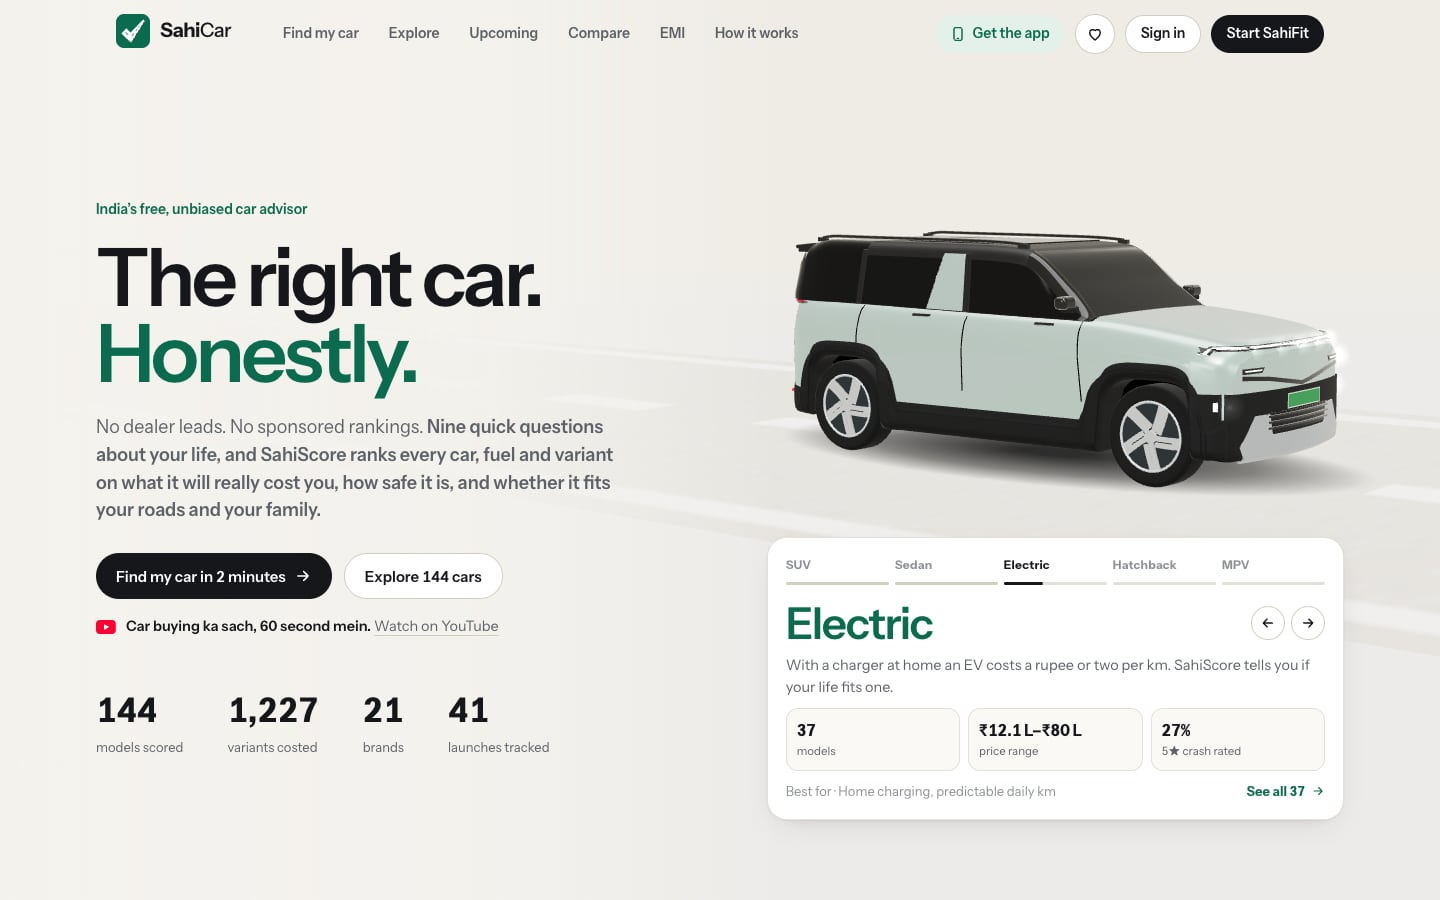 SahiCar
Find my car
Explore
Upcoming
Compare
EMI
How it works
Get the app
Sign in
Start SahiFit
India's free, unbiased car advisor
The right car.
Honestly.
No dealer leads. No sponsored rankings. Nine quick questions
about your life, and SahiScore ranks every car, fuel and variant
on what it will really cost you, how safe it is, and whether it fits
your roads and your family.
Find my car in 2 minutes →
Explore 144 cars
Car buying ka sach, 60 second mein. Watch on YouTube
144
models scored
1,227
variants costed
21
brands
41
launches tracked
SUV
Sedan
Electric
Hatchback
MPV
Electric
With a charger at home an EV costs a rupee or two per km. SahiScore tells you if
your life fits one.
37
models
₹12.1 L–₹80 L
price range
27%
5★ crash rated
Best for · Home charging, predictable daily km
See all 37 →